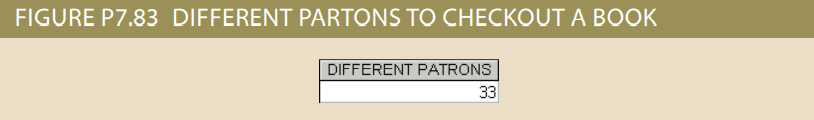 FIGURE P7.83 DIFFERENT PARTONS TO CHECKOUT A BOOK
DIFFERENT PATRONS
33